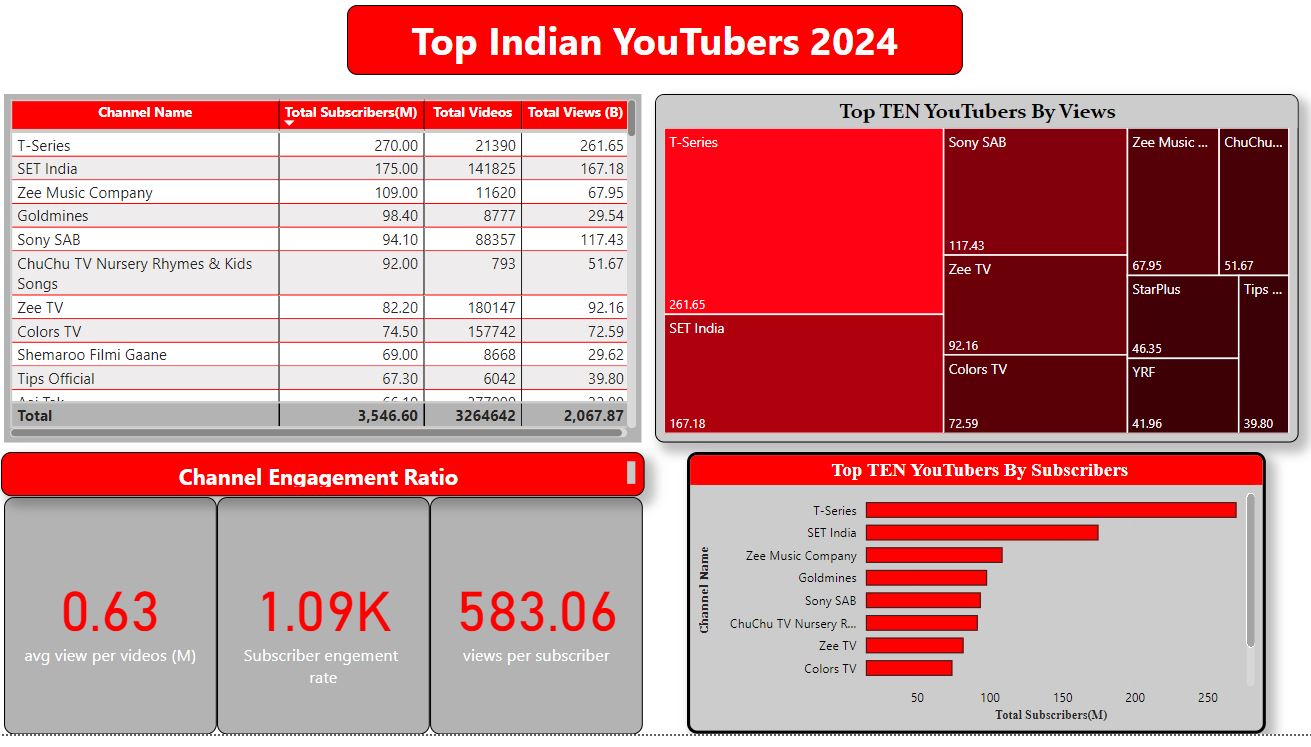 Top Indian YouTubers 2024
Channel Name Total Subscribers(M) Total Videos Total Views (B)
T-Series 270.00 21390 261.65
SET India 175.00 141825 167.18
Zee Music Company 109.00 11620 67.95
Goldmines 98.40 8777 29.54
Sony SAB 94.10 88357 117.43
ChuChu TV Nursery Rhymes & Kids 92.00 793 51.67
Songs
Zee TV 82.20 180147 92.16
Colors TV 74.50 157742 72.59
Shemaroo Filmi Gaane 69.00 8668 29.62
Tips Official 67.30 6042 39.80
Total 3,546.60 3264642 2,067.87
Top TEN YouTubers By Views
T-Series
261.65
SET India
167.18
Sony SAB
117.43
Zee TV
92.16
Colors TV
72.59
Zee Music ...
67.95
ChuChu...
51.67
StarPlus
46.35
YRF
41.96
Tips ...
39.80
Channel Engagement Ratio
0.63
avg view per videos (M)
1.09K
Subscriber engement
rate
583.06
views per subscriber
Top TEN YouTubers By Subscribers
Channel Name
T-Series
SET India
Zee Music Company
Goldmines
Sony SAB
ChuChu TV Nursery R...
Zee TV
Colors TV
50 100 150 200 250
Total Subscribers(M)